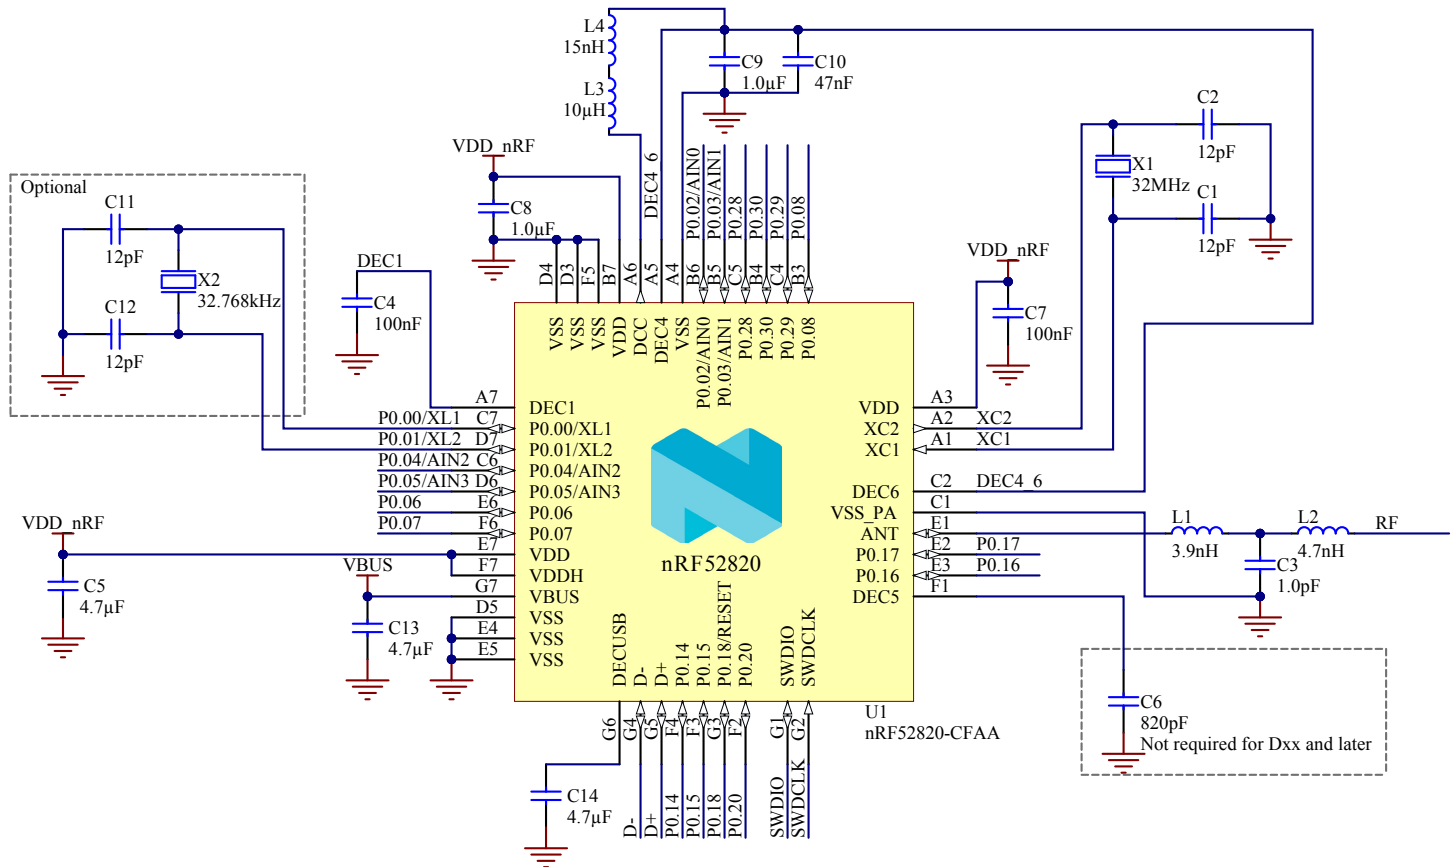 L4
15nH
L3
10µH
C9
1.0µF
C10
47nF
C2
12pF
X1
32MHz
C1
12pF
VDD_nRF
C8
1.0µF
DEC4_6
P0.02/AIN0
P0.03/AIN1
P0.28
P0.30
P0.29
P0.08
Optional
C11
12pF
X2
32.768kHz
C12
12pF
DEC1
C4
100nF
VDD_nRF
C7
100nF
D4
D3
F5
B7
A6
A5
A4
B6
B5
C5
B4
C4
B3
VSS
VSS
VSS
VDD
DCC
DEC4
VSS
P0.02/AIN0
P0.03/AIN1
P0.28
P0.30
P0.29
P0.08
A7 DEC1
P0.00/XL1 C7 P0.00/XL1
P0.01/XL2 D7 P0.01/XL2
P0.04/AIN2 C6 P0.04/AIN2
P0.05/AIN3 D6 P0.05/AIN3
P0.06 E6 P0.06
P0.07 F6 P0.07
E7 VDD
F7 VDDH
G7 VBUS
D5 VSS
E4 VSS
E5 VSS
VDD_nRF
C5
4.7µF
VBUS
C13
4.7µF
nRF52820
VDD A3
XC2 A2 XC2
XC1 A1 XC1
DEC6 C2 DEC4_6
VSS_PA C1
ANT E1
P0.17 E2 P0.17
P0.16 E3 P0.16
DEC5 F1
L1
3.9nH
L2
4.7nH
RF
C3
1.0pF
DECUSB
D-
D+
P0.14
P0.15
P0.18/RESET
P0.20
SWDIO
SWDCLK
U1
nRF52820-CFAA
G6
G4
G5
F4
F3
G3
F2
G1
G2
C14
4.7µF
D-
D+
P0.14
P0.15
P0.18
P0.20
SWDIO
SWDCLK
C6
820pF
Not required for Dxx and later